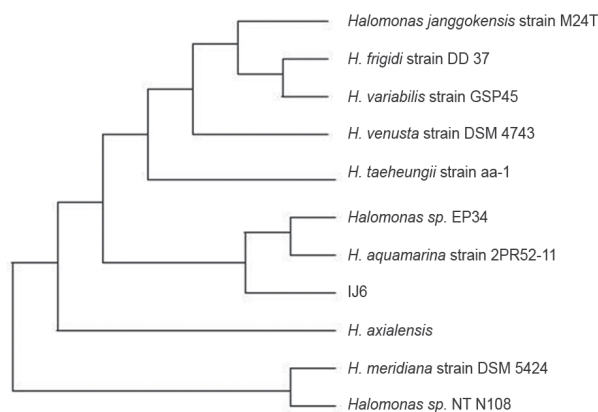 Halomonas janggokensis strain M24T
H. frigidi strain DD 37
H. variabilis strain GSP45
H. venusta strain DSM 4743
H. taeheungii strain aa-1
Halomonas sp. EP34
H. aquamarina strain 2PR52-11
IJ6
H. axialensis
H. meridiana strain DSM 5424
Halomonas sp. NT N108